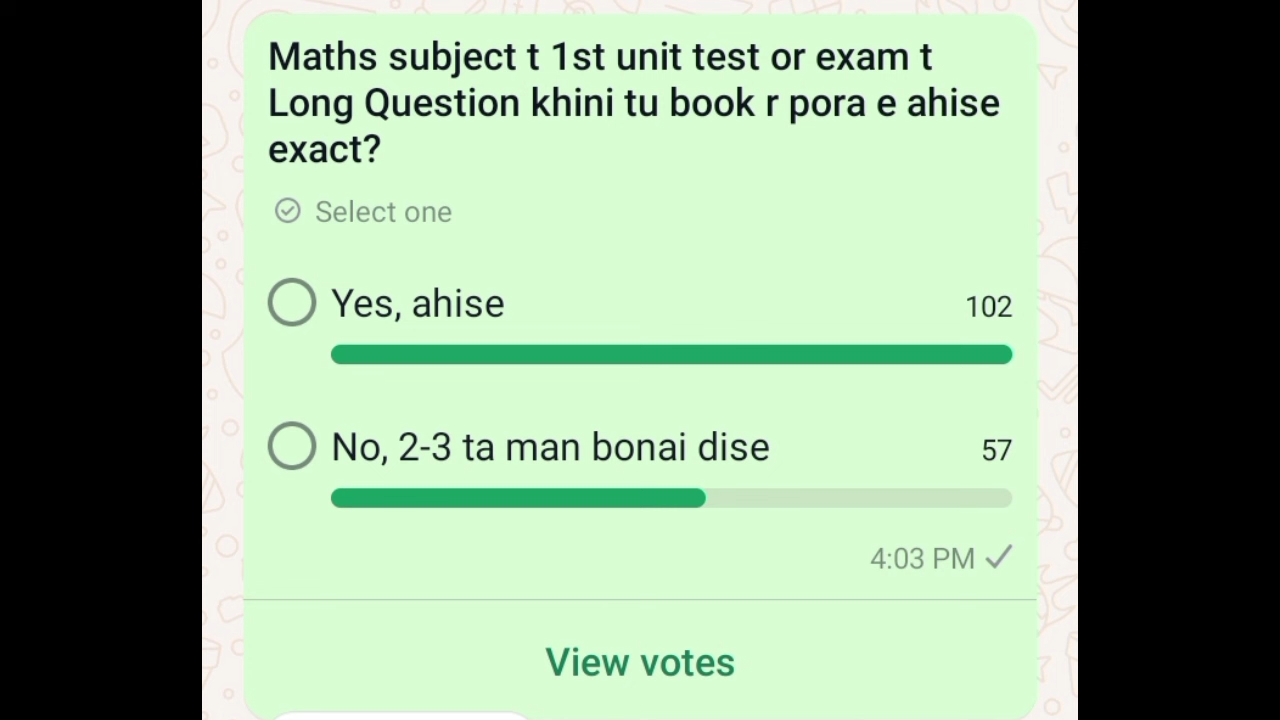 Maths subject t 1st unit test or exam t
Long Question khini tu book r pora e ahise
exact?
Select one
Yes, ahise 102
No, 2-3 ta man bonai dise 57
4:03 PM
View votes